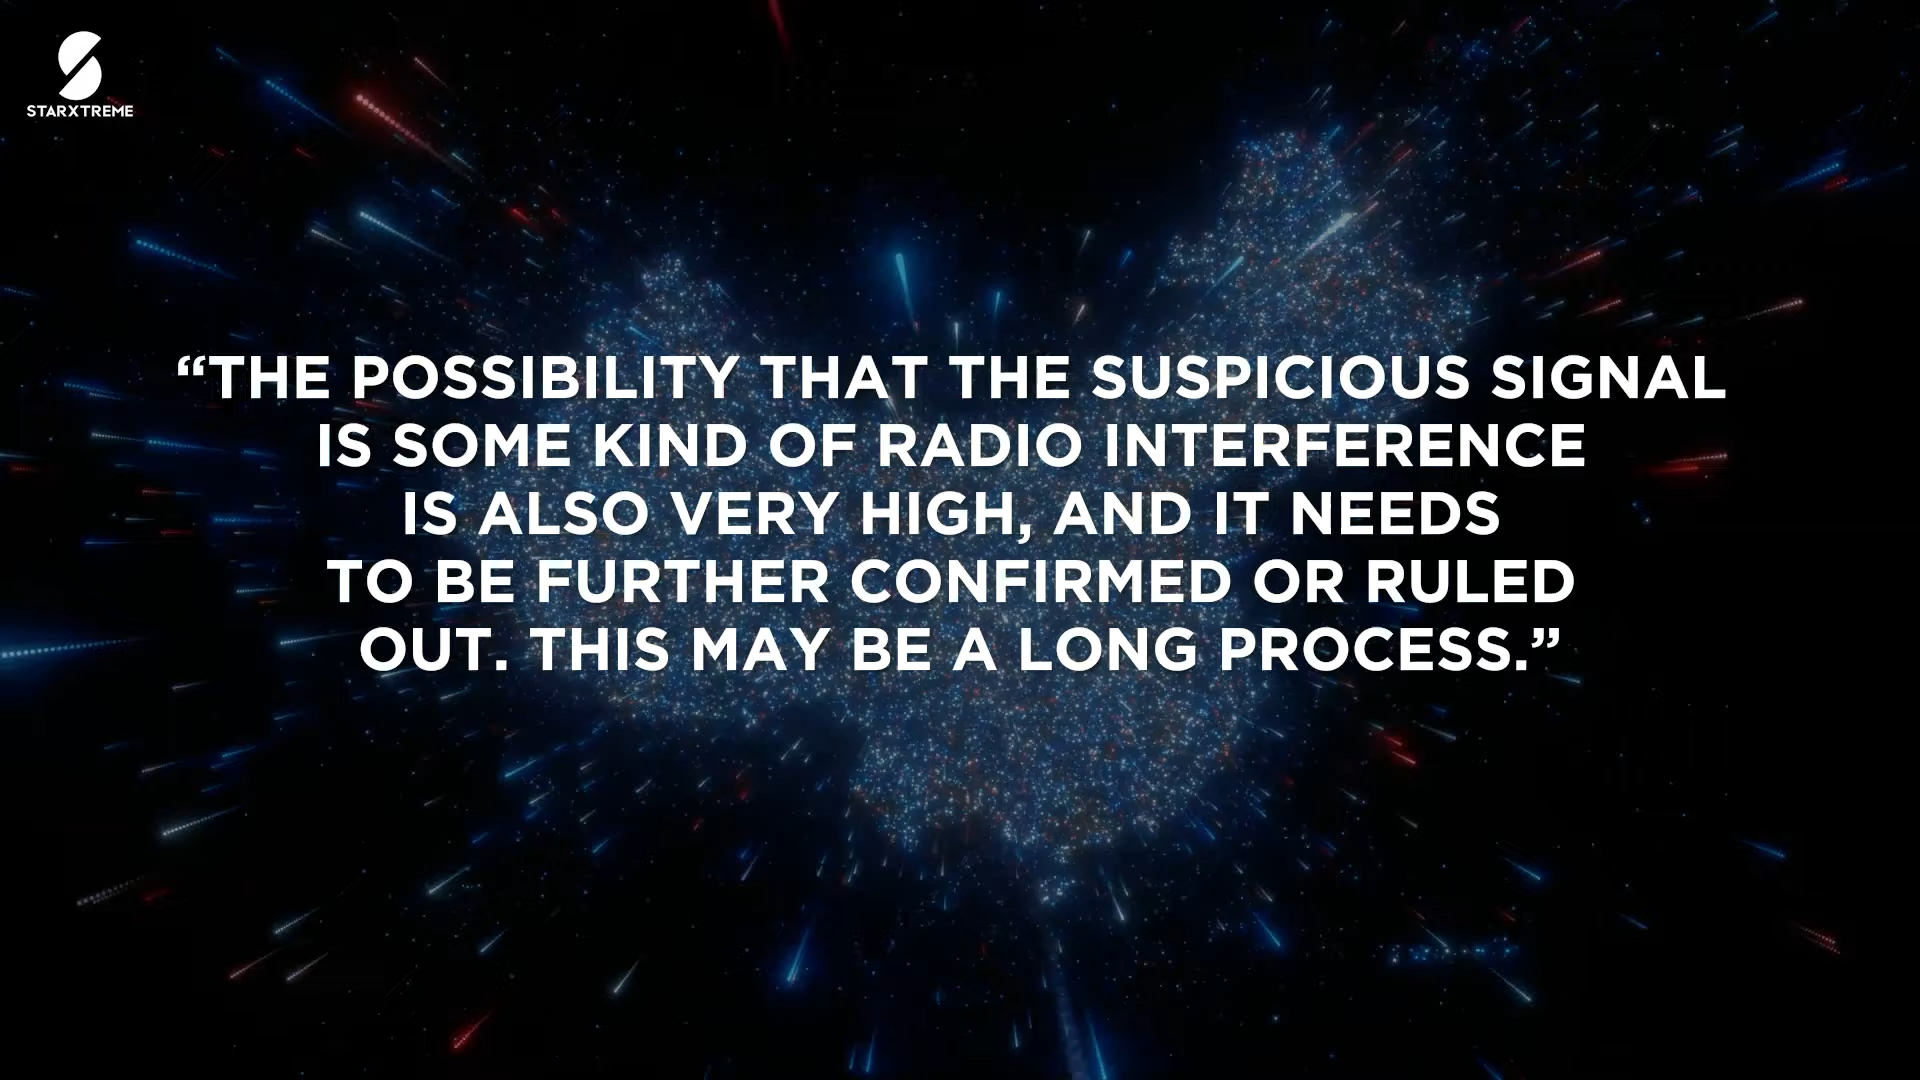 STARXTREME
“THE POSSIBILITY THAT THE SUSPICIOUS SIGNAL
IS SOME KIND OF RADIO INTERFERENCE
IS ALSO VERY HIGH, AND IT NEEDS
TO BE FURTHER CONFIRMED OR RULED
OUT. THIS MAY BE A LONG PROCESS.”